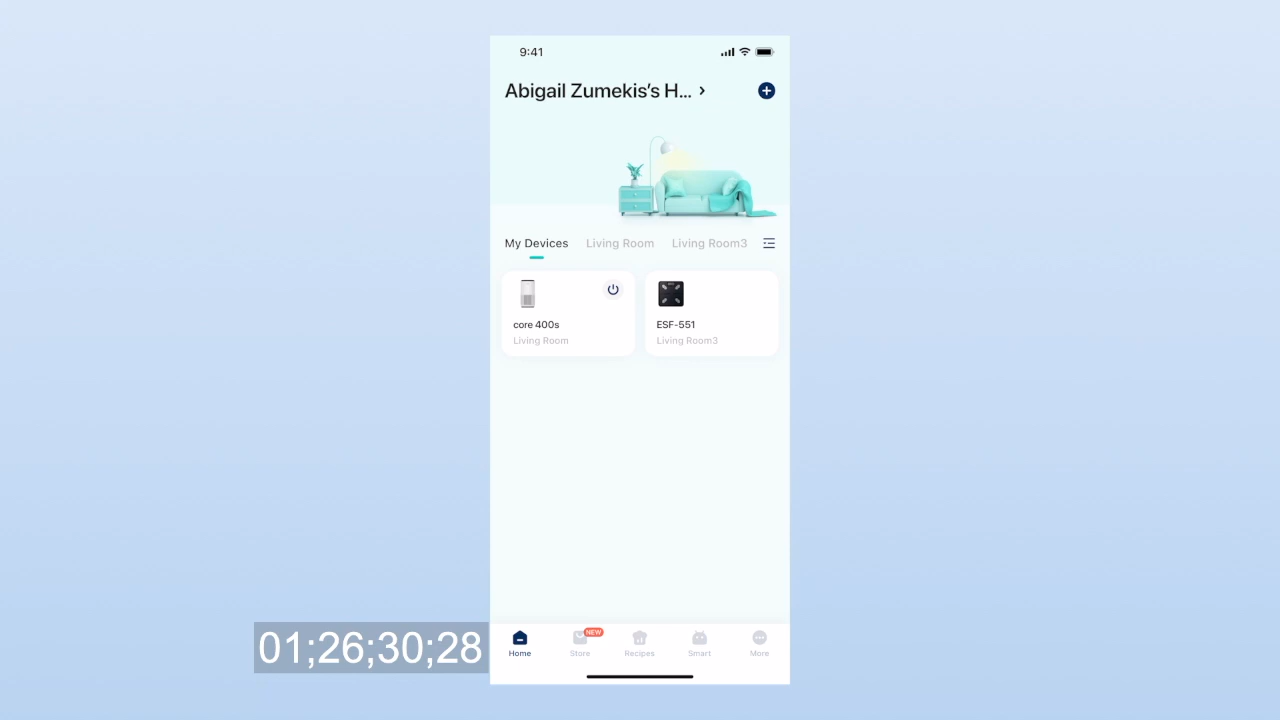 9:41
Abigail Zumekis's H...
My Devices Living Room Living Room3
core 400s
Living Room
ESF-551
Living Room3
NEW
Home Store Recipes Smart More
01;26;30;28